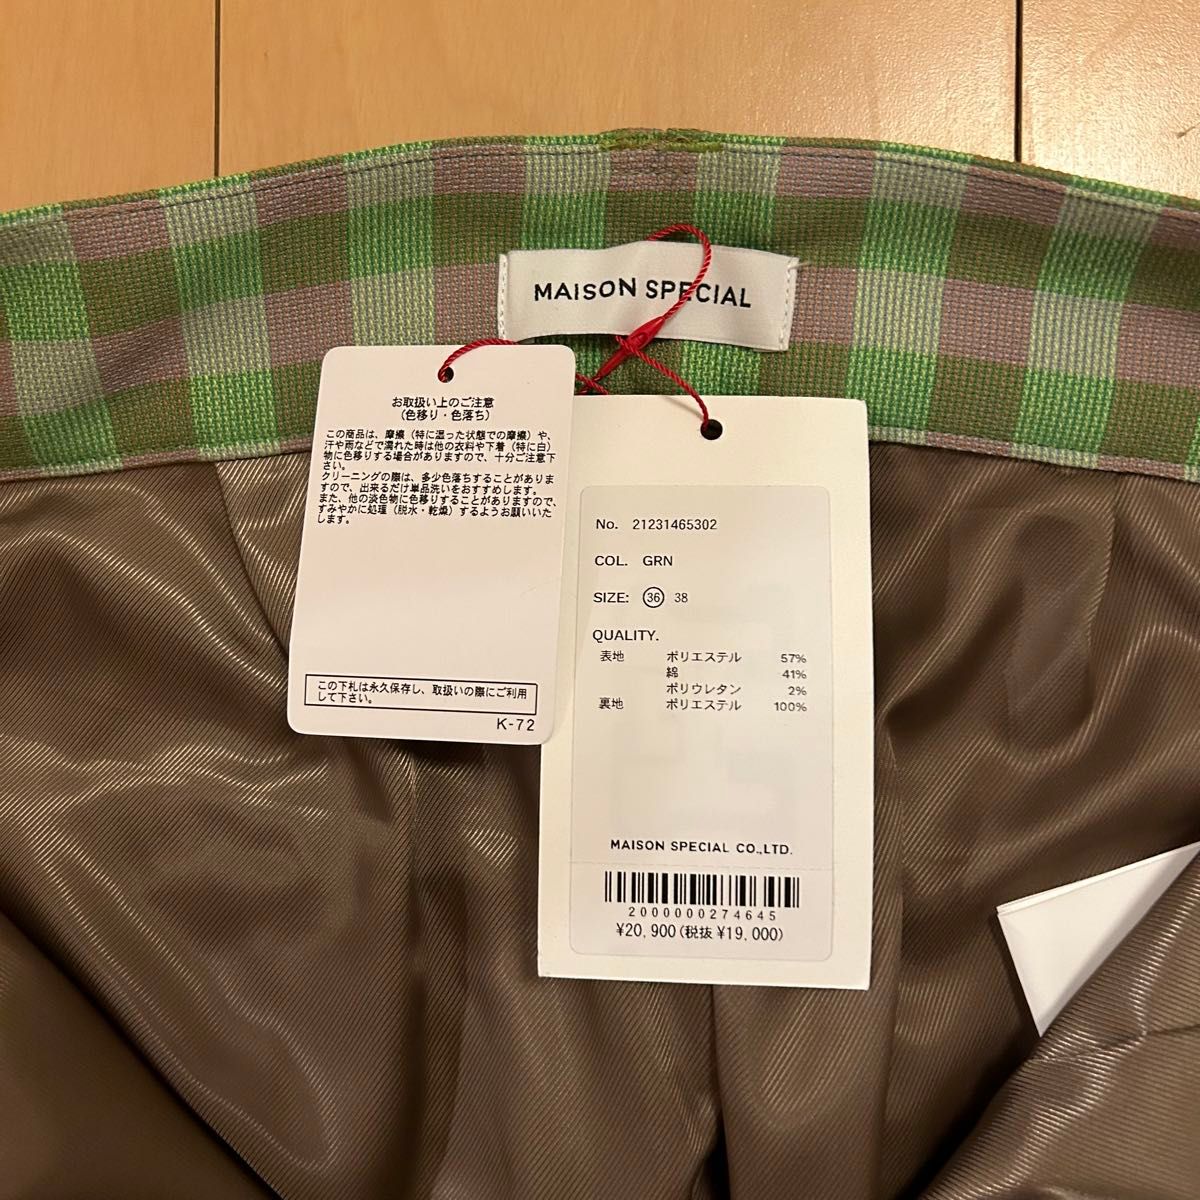 MAISON SPECIAL
お取扱い上のご注意
(色移り・色落ち)
この商品は、摩擦(特に湿った状態での摩擦)や、
汗や雨などで濡れた時は他の衣料や下着(特に白)
物に色移りする場合がありますので、十分ご注意下
さい。
クリーニングの際は、多少色落ちすることがありま
すので、出来るだけ単品洗いをおすすめします。
また、他の淡色物に色移りすることがありますので、
すみやかに処理(脱水・乾燥)するようお願いいた
します。
この下札は永久保存し、取扱いの際にご利用
して下さい。
K-72
No. 21231465302
COL. GRN
SIZE: 36 38
QUALITY.
表地 ポリエステル 57%
綿 41%
ポリウレタン 2%
裏地 ポリエステル 100%
MAISON SPECIAL CO.,LTD.
2000000274645
¥20,900(税抜¥19,000)